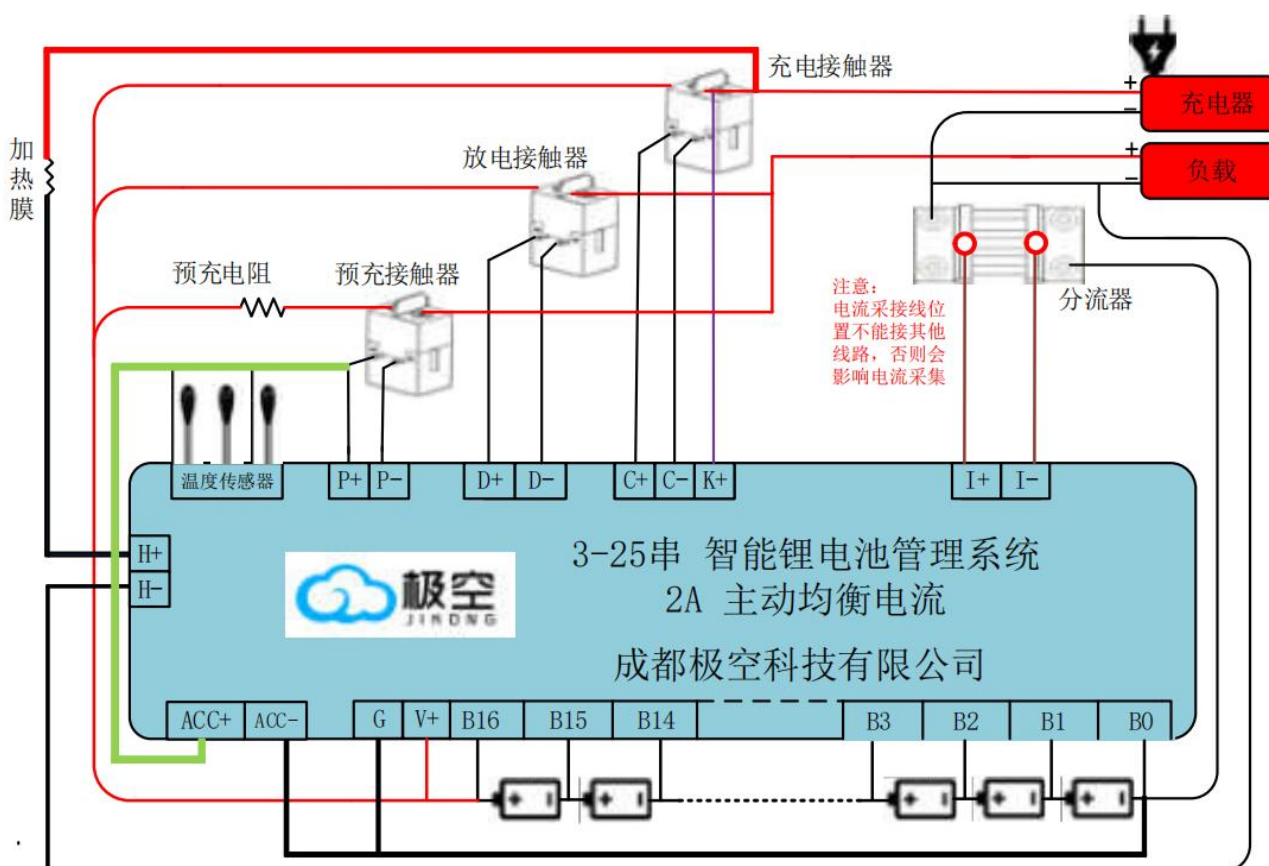 充电接触器
+
充电器
-
加热膜
放电接触器
+
负载
-
预充电阻
预充接触器
注意：
电流采接线位
置不能接其他
线路，否则会
影响电流采集
分流器
温度传感器
P+ P-
D+ D-
C+ C- K+
I+ I-
H+
H-
极空
JIKONG
3-25串 智能锂电池管理系统
2A 主动均衡电流
成都极空科技有限公司
ACC+ ACC- G V+ B16 B15 B14 B3 B2 B1 B0